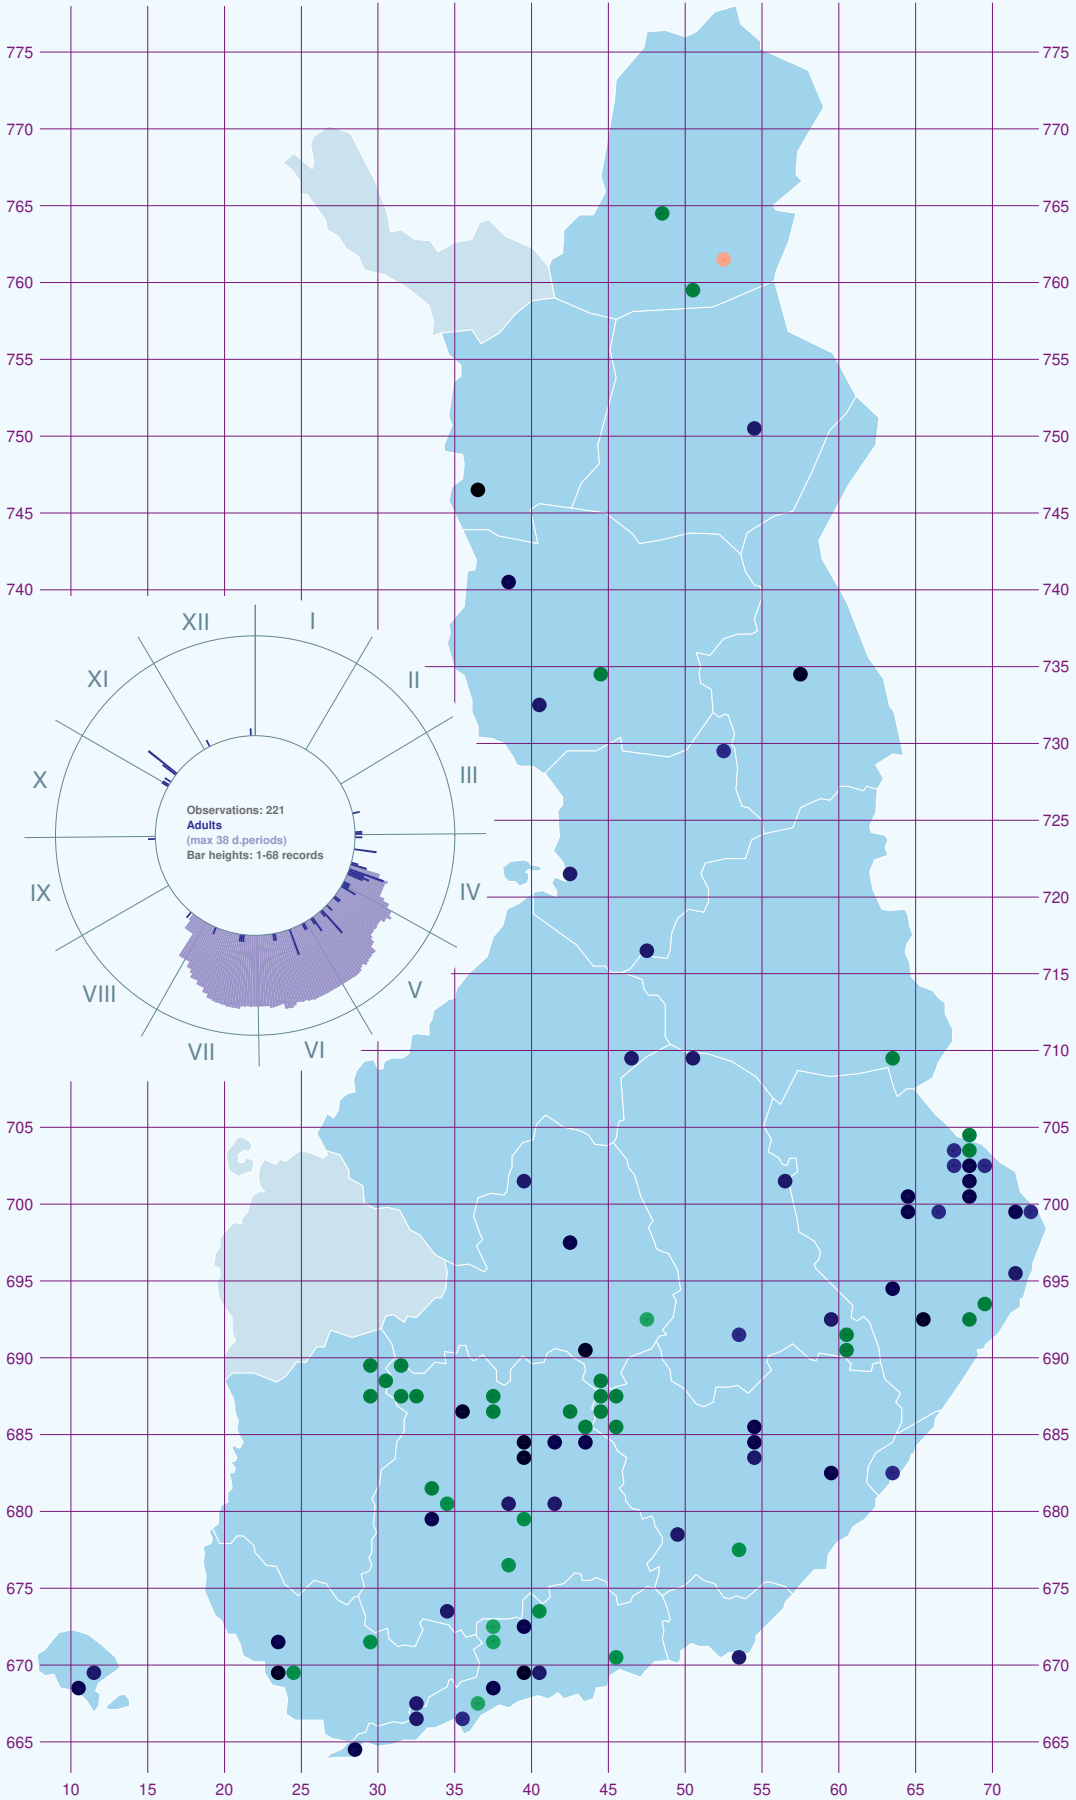 775 775
770 770
765 765
760 760
755 755
750 750
745 745
740 740
XII I
XI II
735 735
730 730
X III
Observations: 221
725 725
Adults
(max 38 d.periods)
Bar heights: 1-68 records
IX IV
720 720
715 715
VIII V
VII VI
710 710
705 705
700 700
695 695
690 690
685 685
680 680
675 675
670 670
665 665
10 15 20 25 30 35 40 45 50 55 60 65 70